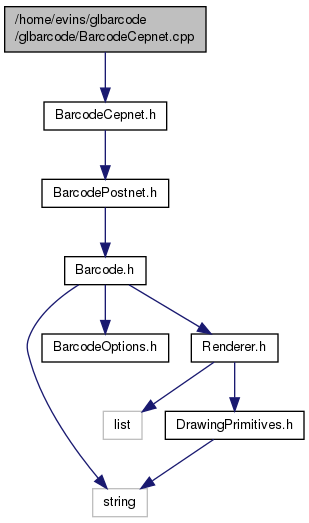 /home/evins/glbarcode
/glbarcode/BarcodeCepnet.cpp
BarcodeCepnet.h
BarcodePostnet.h
Barcode.h
BarcodeOptions.h
Renderer.h
list
DrawingPrimitives.h
string